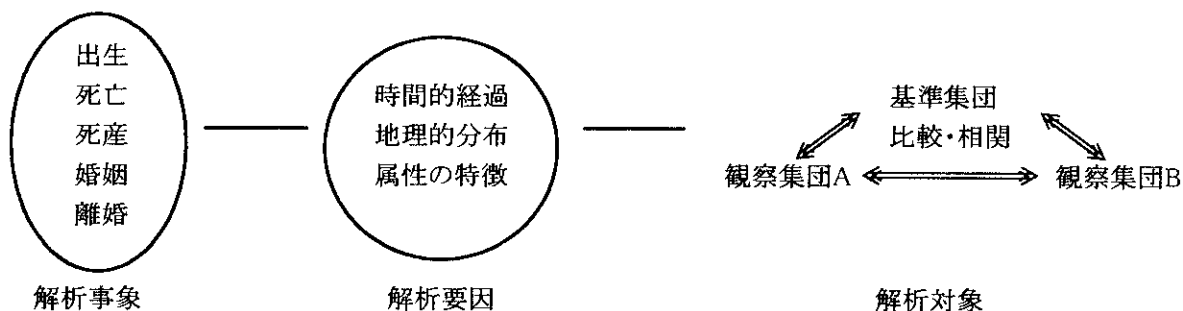 出生
死亡
死産
婚姻
離婚
解析事象
時間的経過
地理的分布
属性の特徴
解析要因
基準集団
比較・相関
観察集団A
観察集団B
解析対象